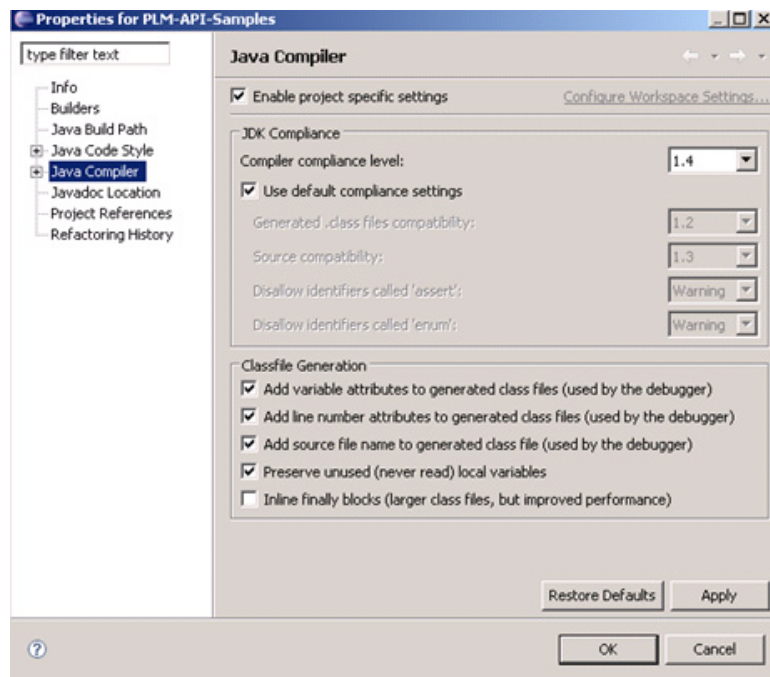 Properties for PLM-API-Samples
type filter text
Info
Builders
Java Build Path
Java Code Style
Java Compiler
Javadoc Location
Project References
Refactoring History
Java Compiler
Enable project specific settings
Configure Workspace Settings...
JDK Compliance
Compiler compliance level:
1.4
Use default compliance settings
Generated .class files compatibility:
1.2
Source compatibility:
1.3
Disallow identifiers called 'assert':
Warning
Disallow identifiers called 'enum':
Warning
Classfile Generation
Add variable attributes to generated class files (used by the debugger)
Add line number attributes to generated class files (used by the debugger)
Add source file name to generated class file (used by the debugger)
Preserve unused (never read) local variables
Inline finally blocks (larger class files, but improved performance)
Restore Defaults
Apply
?
OK
Cancel